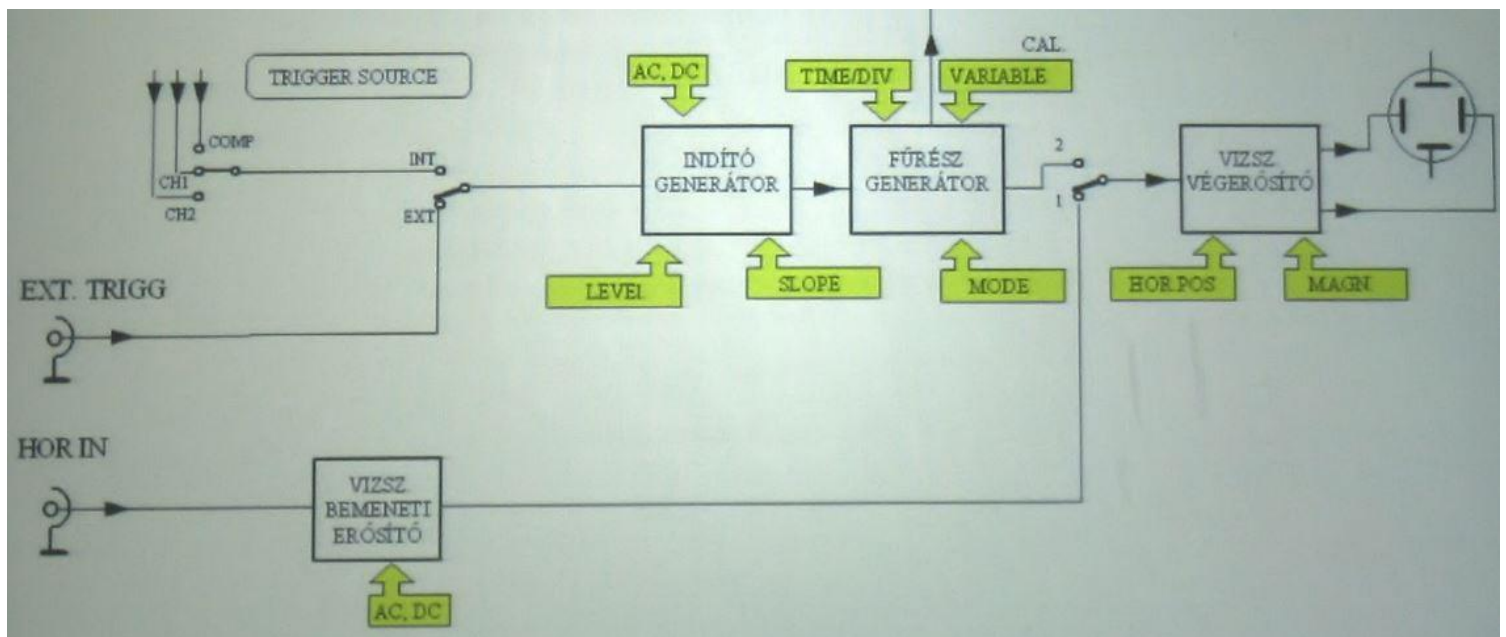 CAL.
TRIGGER SOURCE
AC, DC
TIME/DIV
VARIABLE
COMP
INT
CH1
CH2
EXT
INDÍTÓ
GENERÁTOR
FŰRÉSZ
GENERÁTOR
2
1
VIZSZ
VÉGERŐSÍTŐ
LEVEL
SLOPE
MODE
HOR.POS
MAGN.
EXT. TRIGG
HOR IN
VIZSZ
BEMENETI
ERŐSÍTŐ
AC, DC